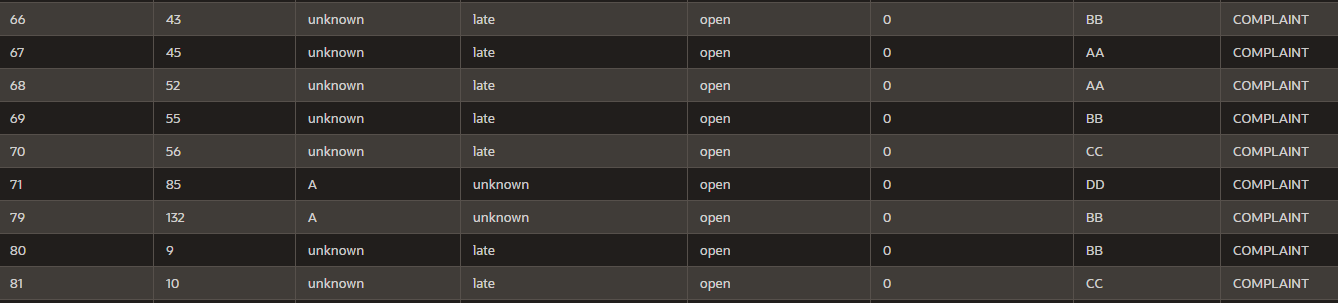 66 43 unknown late open 0 BB COMPLAINT
67 45 unknown late open 0 AA COMPLAINT
68 52 unknown late open 0 AA COMPLAINT
69 55 unknown late open 0 BB COMPLAINT
70 56 unknown late open 0 CC COMPLAINT
71 85 A unknown open 0 DD COMPLAINT
79 132 A unknown open 0 BB COMPLAINT
80 9 unknown late open 0 BB COMPLAINT
81 10 unknown late open 0 CC COMPLAINT